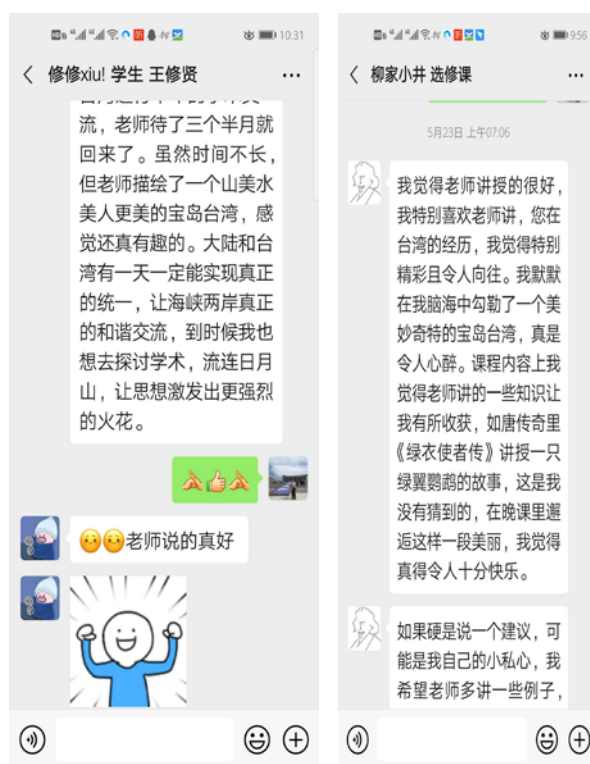 10:31
修修xiu! 学生 王修贤
流，老师待了三个半月就
回来了。虽然时间不长，
但老师描绘了一个山美水
美人更美的宝岛台湾，感
觉还真有趣的。大陆和台
湾有一天一定能实现真正
的统一，让海峡两岸真正
的和谐交流，到时候我也
想去探讨学术，流连日月
山，让思想激发出更强烈
的火花。
老师说的真好
9:56
柳家小井 选修课
5月23日 上午07:06
我觉得老师讲授的很好，
我特别喜欢老师讲，您在
台湾的经历，我觉得特别
精彩且令人向往。我默默
在我脑海中勾勒了一个美
妙奇特的宝岛台湾，真是
令人心醉。课程内容上我
觉得老师讲的一些知识让
我有所收获，如唐传奇里
《绿衣使者传》讲授一只
绿翼鹦鹉的故事，这是我
没有猜到的，在晚课里邂
逅这样一段美丽，我觉得
真得令人十分快乐。
如果硬是说一个建议，可
能是我自己的小私心，我
希望老师多讲一些例子，